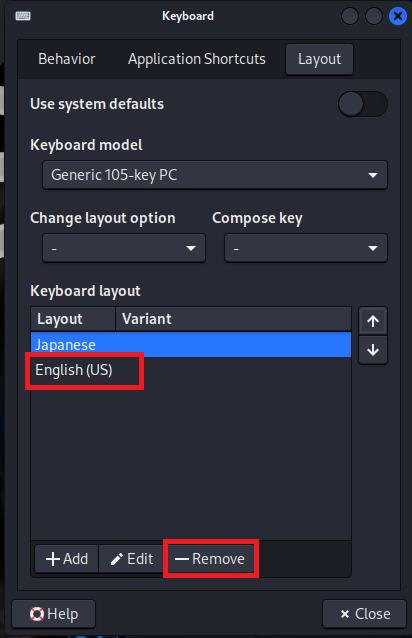 Keyboard
Behavior Application Shortcuts Layout
Use system defaults
Keyboard model
Generic 105-key PC
Change layout option Compose key
- -
Keyboard layout
Layout Variant
Japanese
English (US)
Add Edit Remove
Help Close